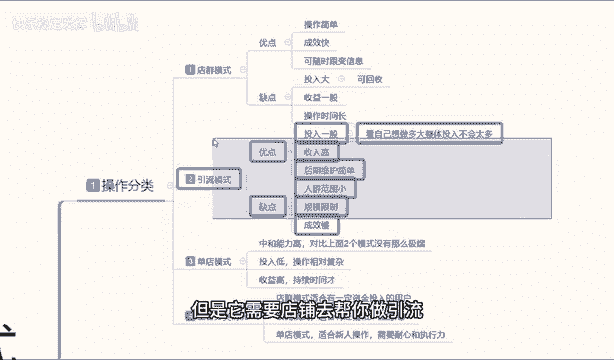 操作简单
优点
成效快
可随时跟变信息
1 店群模式
投入大
可回收
缺点
收益一般
操作时间长
投入一般
看自己想做多大整体投入不会太多
优点
收入高
后期维护简单
1 操作分类
2 引流模式
人群范围小
缺点
规模限制
成效慢
中和能力高，对比上面2个模式没有那么极端
3 单店模式
投入低，操作相对复杂
收益高，持续时间才
但是它需要店铺去帮你做引流
单店模式，适合新人操作，需要耐心和执行力